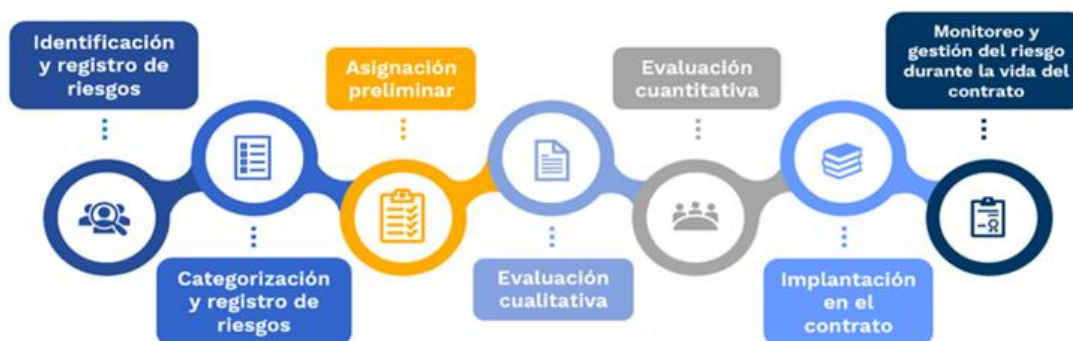 Identificación
y registro de
riesgos
Categorización
y registro de
riesgos
Asignación
preliminar
Evaluación
cualitativa
Evaluación
cuantitativa
Implantación
en el
contrato
Monitoreo y
gestión del riesgo
durante la vida del
contrato